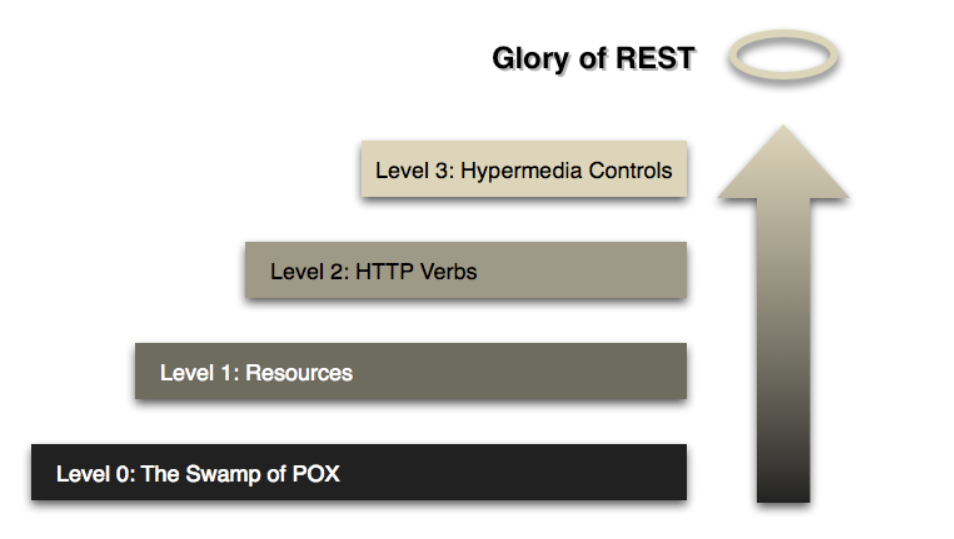 Glory of REST
Level 3: Hypermedia Controls
Level 2: HTTP Verbs
Level 1: Resources
Level 0: The Swamp of POX